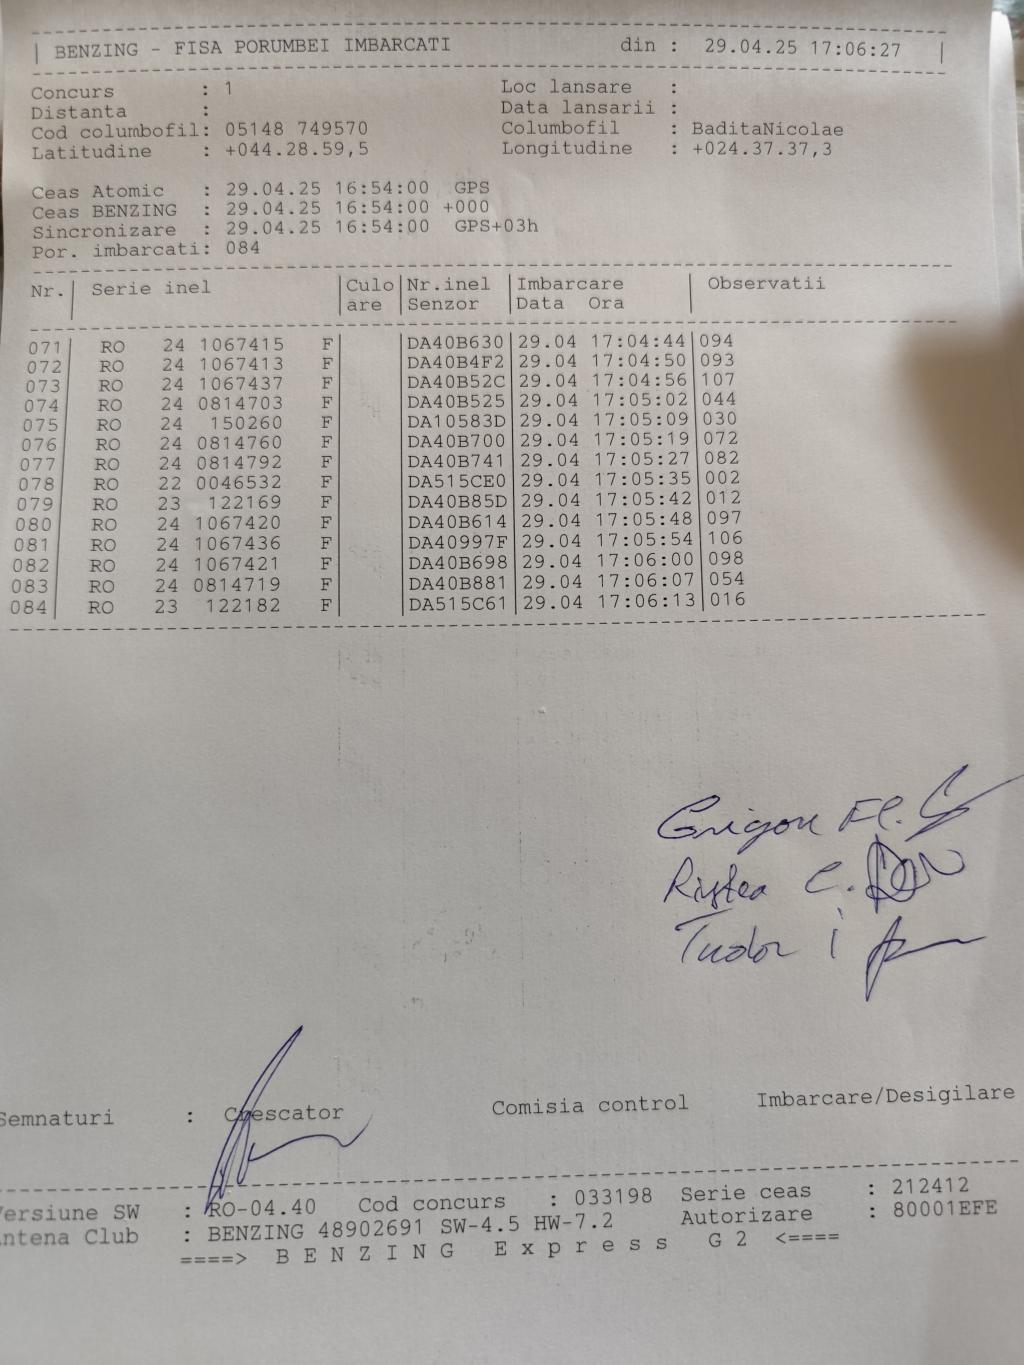 BENZING - FISA PORUMBEI IMBARCATI din : 29.04.25 17:06:27
Concurs : 1 Loc lansare :
Distanta : Data lansarii :
Cod columbofil: 05148 749570 Columbofil : BaditaNicolae
Latitudine : +044.28.59,5 Longitudine : +024.37.37,3
Ceas Atomic : 29.04.25 16:54:00 GPS
Ceas BENZING : 29.04.25 16:54:00 +000
Sincronizare : 29.04.25 16:54:00 GPS+03h
Por. imbarcati: 084
Nr. Serie inel Culo Nr.inel Imbarcare Observatii
are Senzor Data Ora
071 RO 24 1067415 F DA40B630 29.04 17:04:44 094
072 RO 24 1067413 F DA40B4F2 29.04 17:04:50 093
073 RO 24 1067437 F DA40B52C 29.04 17:04:56 107
074 RO 24 0814703 F DA40B525 29.04 17:05:02 044
075 RO 24 150260 F DA10583D 29.04 17:05:09 030
076 RO 24 0814760 F DA40B700 29.04 17:05:19 072
077 RO 24 0814792 F DA40B741 29.04 17:05:27 082
078 RO 22 0046532 F DA515CE0 29.04 17:05:35 002
079 RO 23 122169 F DA40B85D 29.04 17:05:42 012
080 RO 24 1067420 F DA40B614 29.04 17:05:48 097
081 RO 24 1067436 F DA40997F 29.04 17:05:54 106
082 RO 24 1067421 F DA40B698 29.04 17:06:00 098
083 RO 24 0814719 F DA40B881 29.04 17:06:07 054
084 RO 23 122182 F DA515C61 29.04 17:06:13 016
Grigore Fl.
Ristea C.
Tudor i
Semnaturi : Crescator Comisia control Imbarcare/Desigilare
Versiune SW : RO-04.40 Cod concurs : 033198 Serie ceas : 212412
Antena Club : BENZING 48902691 SW-4.5 HW-7.2 Autorizare : 80001EFE
====> BENZING Express G2 <====